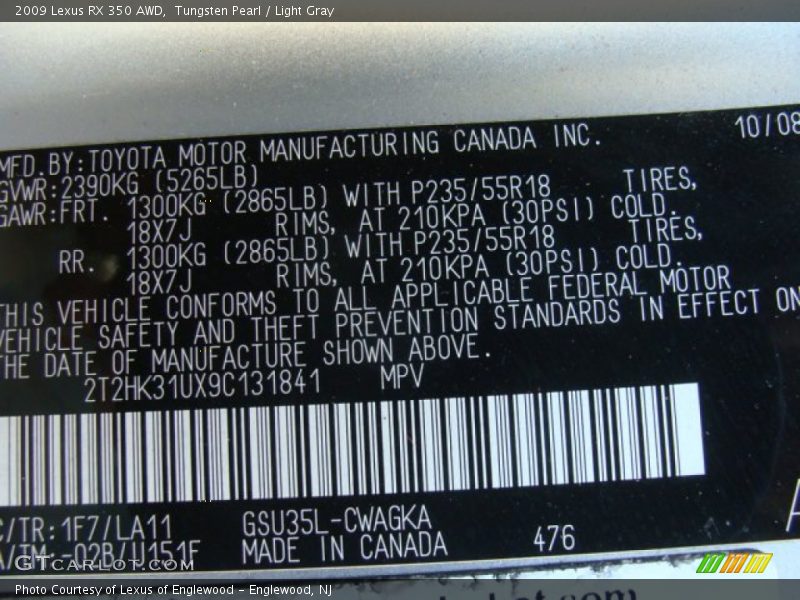 2009 Lexus RX 350 AWD, Tungsten Pearl / Light Gray
10/08
MFD.BY:TOYOTA MOTOR MANUFACTURING CANADA INC.
GVWR:2390KG (5265LB)
GAWR:FRT. 1300KG (2865LB) WITH P235/55R18 TIRES,
18X7J RIMS, AT 210KPA (30PSI) COLD.
RR. 1300KG (2865LB) WITH P235/55R18 TIRES,
18X7J RIMS, AT 210KPA (30PSI) COLD.
THIS VEHICLE CONFORMS TO ALL APPLICABLE FEDERAL MOTOR
VEHICLE SAFETY AND THEFT PREVENTION STANDARDS IN EFFECT ON
THE DATE OF MANUFACTURE SHOWN ABOVE.
2T2HK31UX9C131841 MPV
C/TR:1F7/LA11 GSU35L-CWAGKA
A/TM:-02B/U151F MADE IN CANADA 476
GTCARLOT.COM
Photo Courtesy of Lexus of Englewood - Englewood, NJ